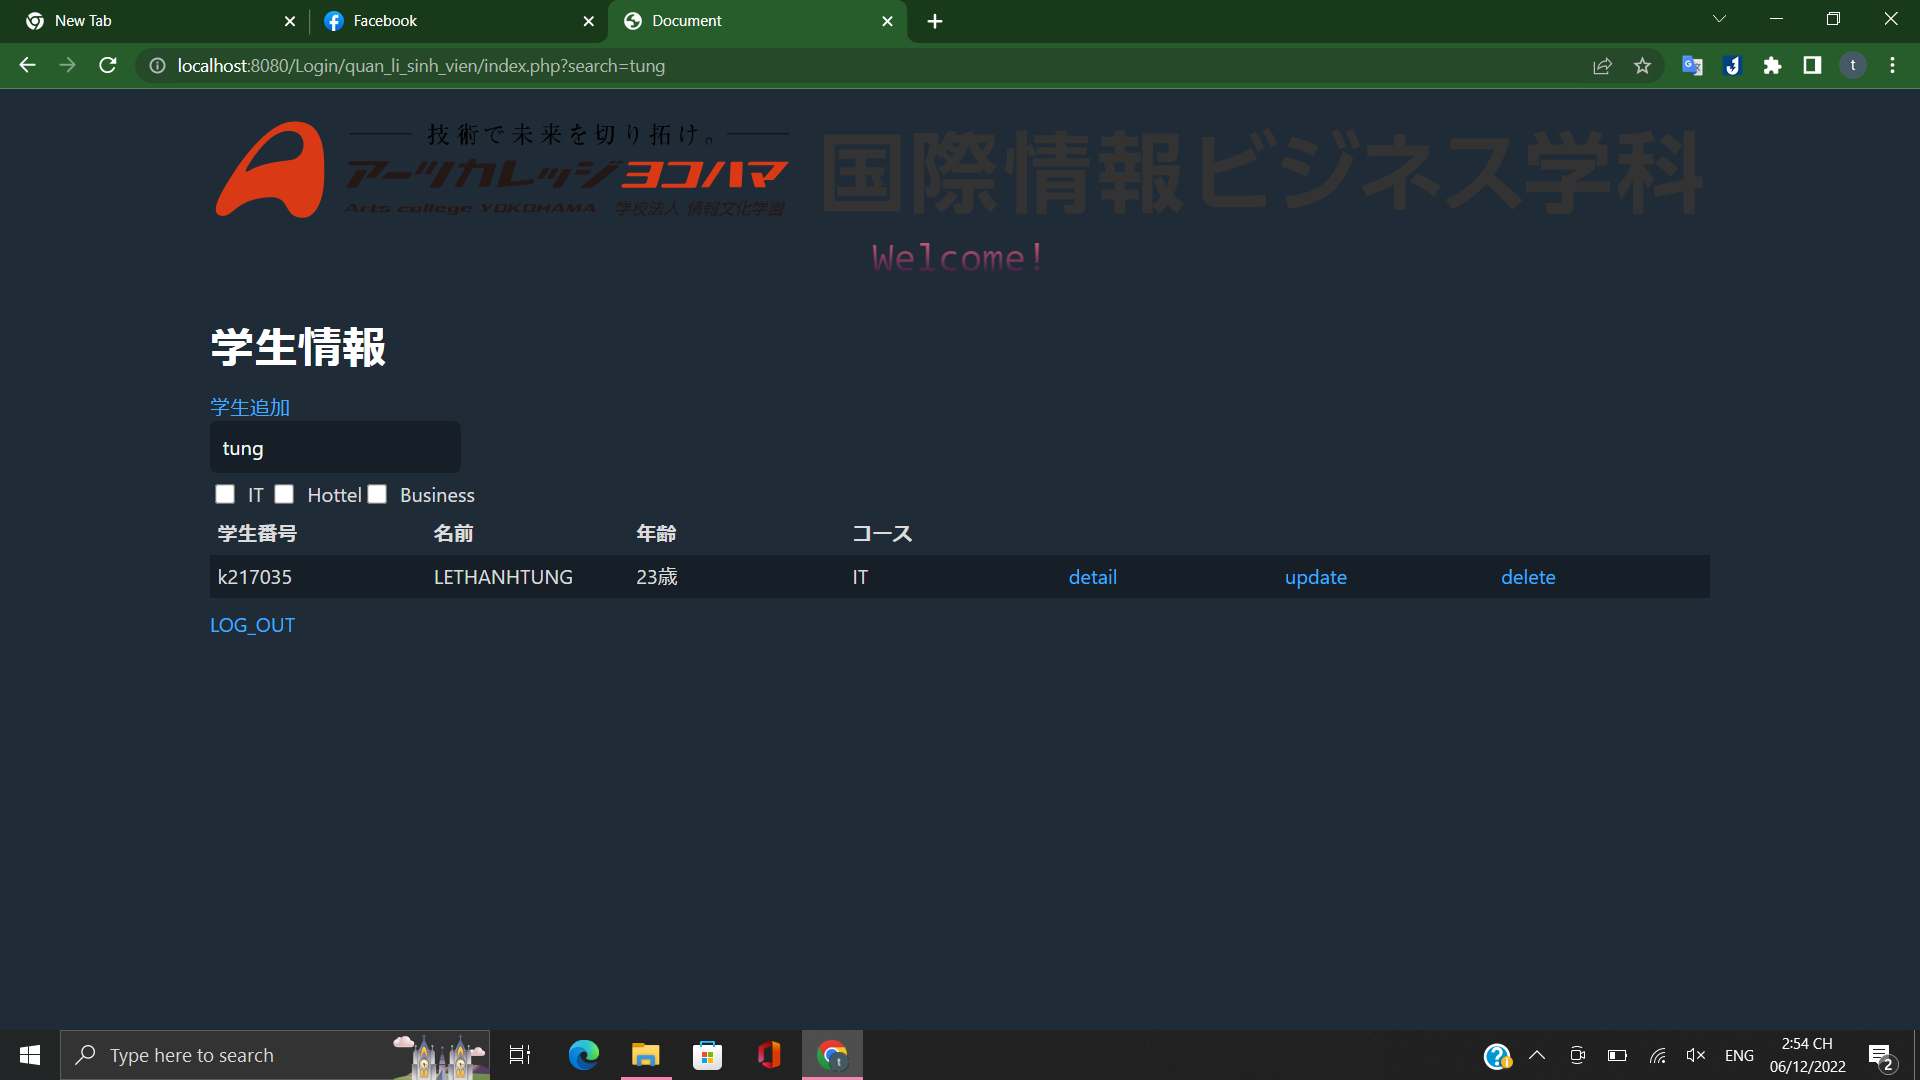 New Tab
Facebook
Document
localhost:8080/Login/quan_li_sinh_vien/index.php?search=tung
t
技術で未来を切り拓け。
アーツカレッジヨコハマ
Arts college YOKOHAMA 学校法人 情報文化学園
国際情報ビジネス学科
Welcome!
学生情報
学生追加
tung
IT Hottel Business
学生番号 名前 年齢 コース
k217035 LETHANHTUNG 23歳 IT detail update delete
LOG_OUT
Type here to search
ENG
2:54 CH
06/12/2022
2